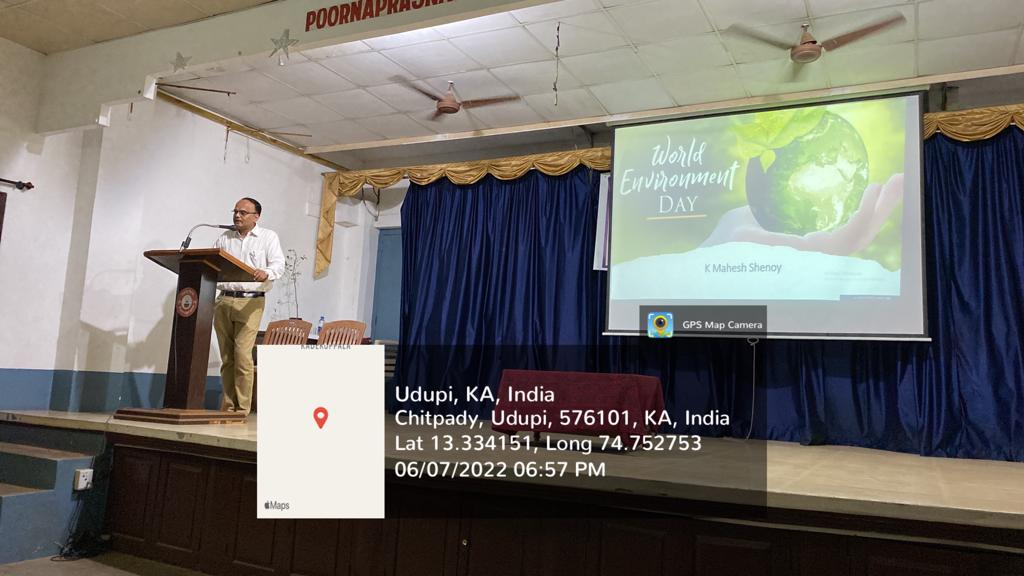 World
Environment
DAY
K Mahesh Shenoy
GPS Map Camera
Udupi, KA, India
Chitpady, Udupi, 576101, KA, India
Lat 13.334151, Long 74.752753
06/07/2022 06:57 PM
Maps